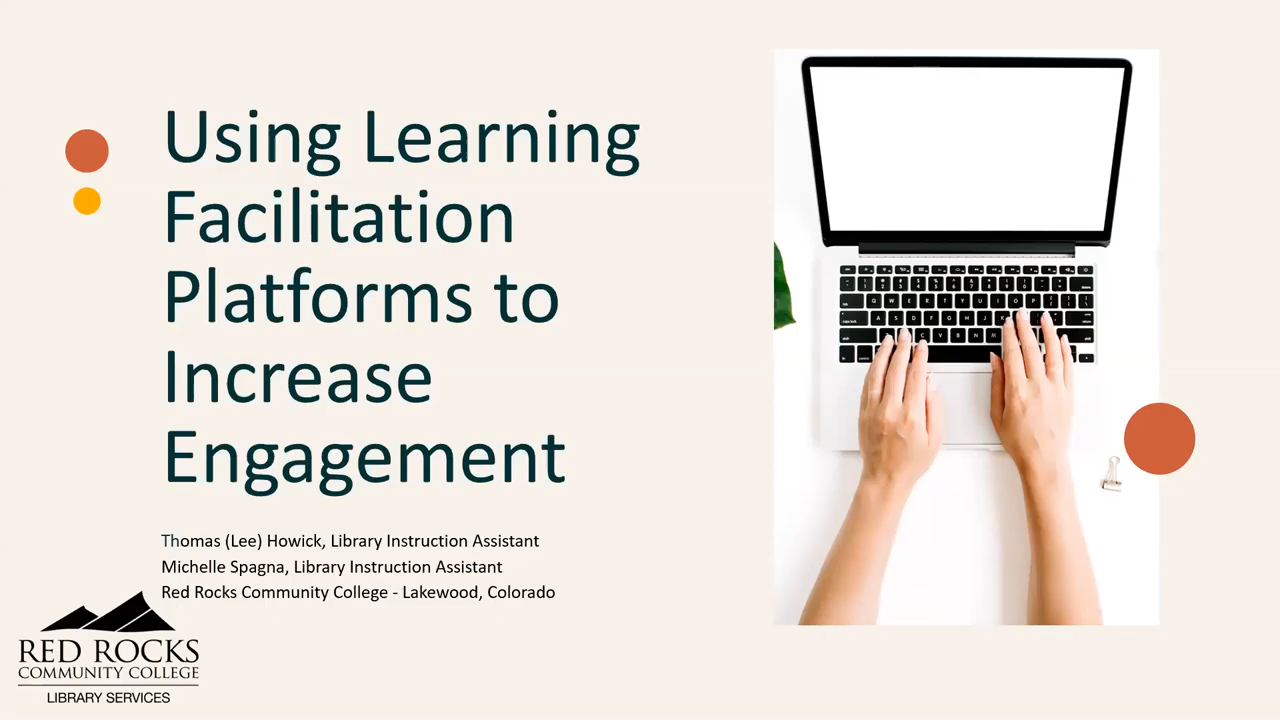 Using Learning
Facilitation
Platforms to
Increase
Engagement
Thomas (Lee) Howick, Library Instruction Assistant
Michelle Spagna, Library Instruction Assistant
Red Rocks Community College - Lakewood, Colorado
RED ROCKS
COMMUNITY COLLEGE
LIBRARY SERVICES